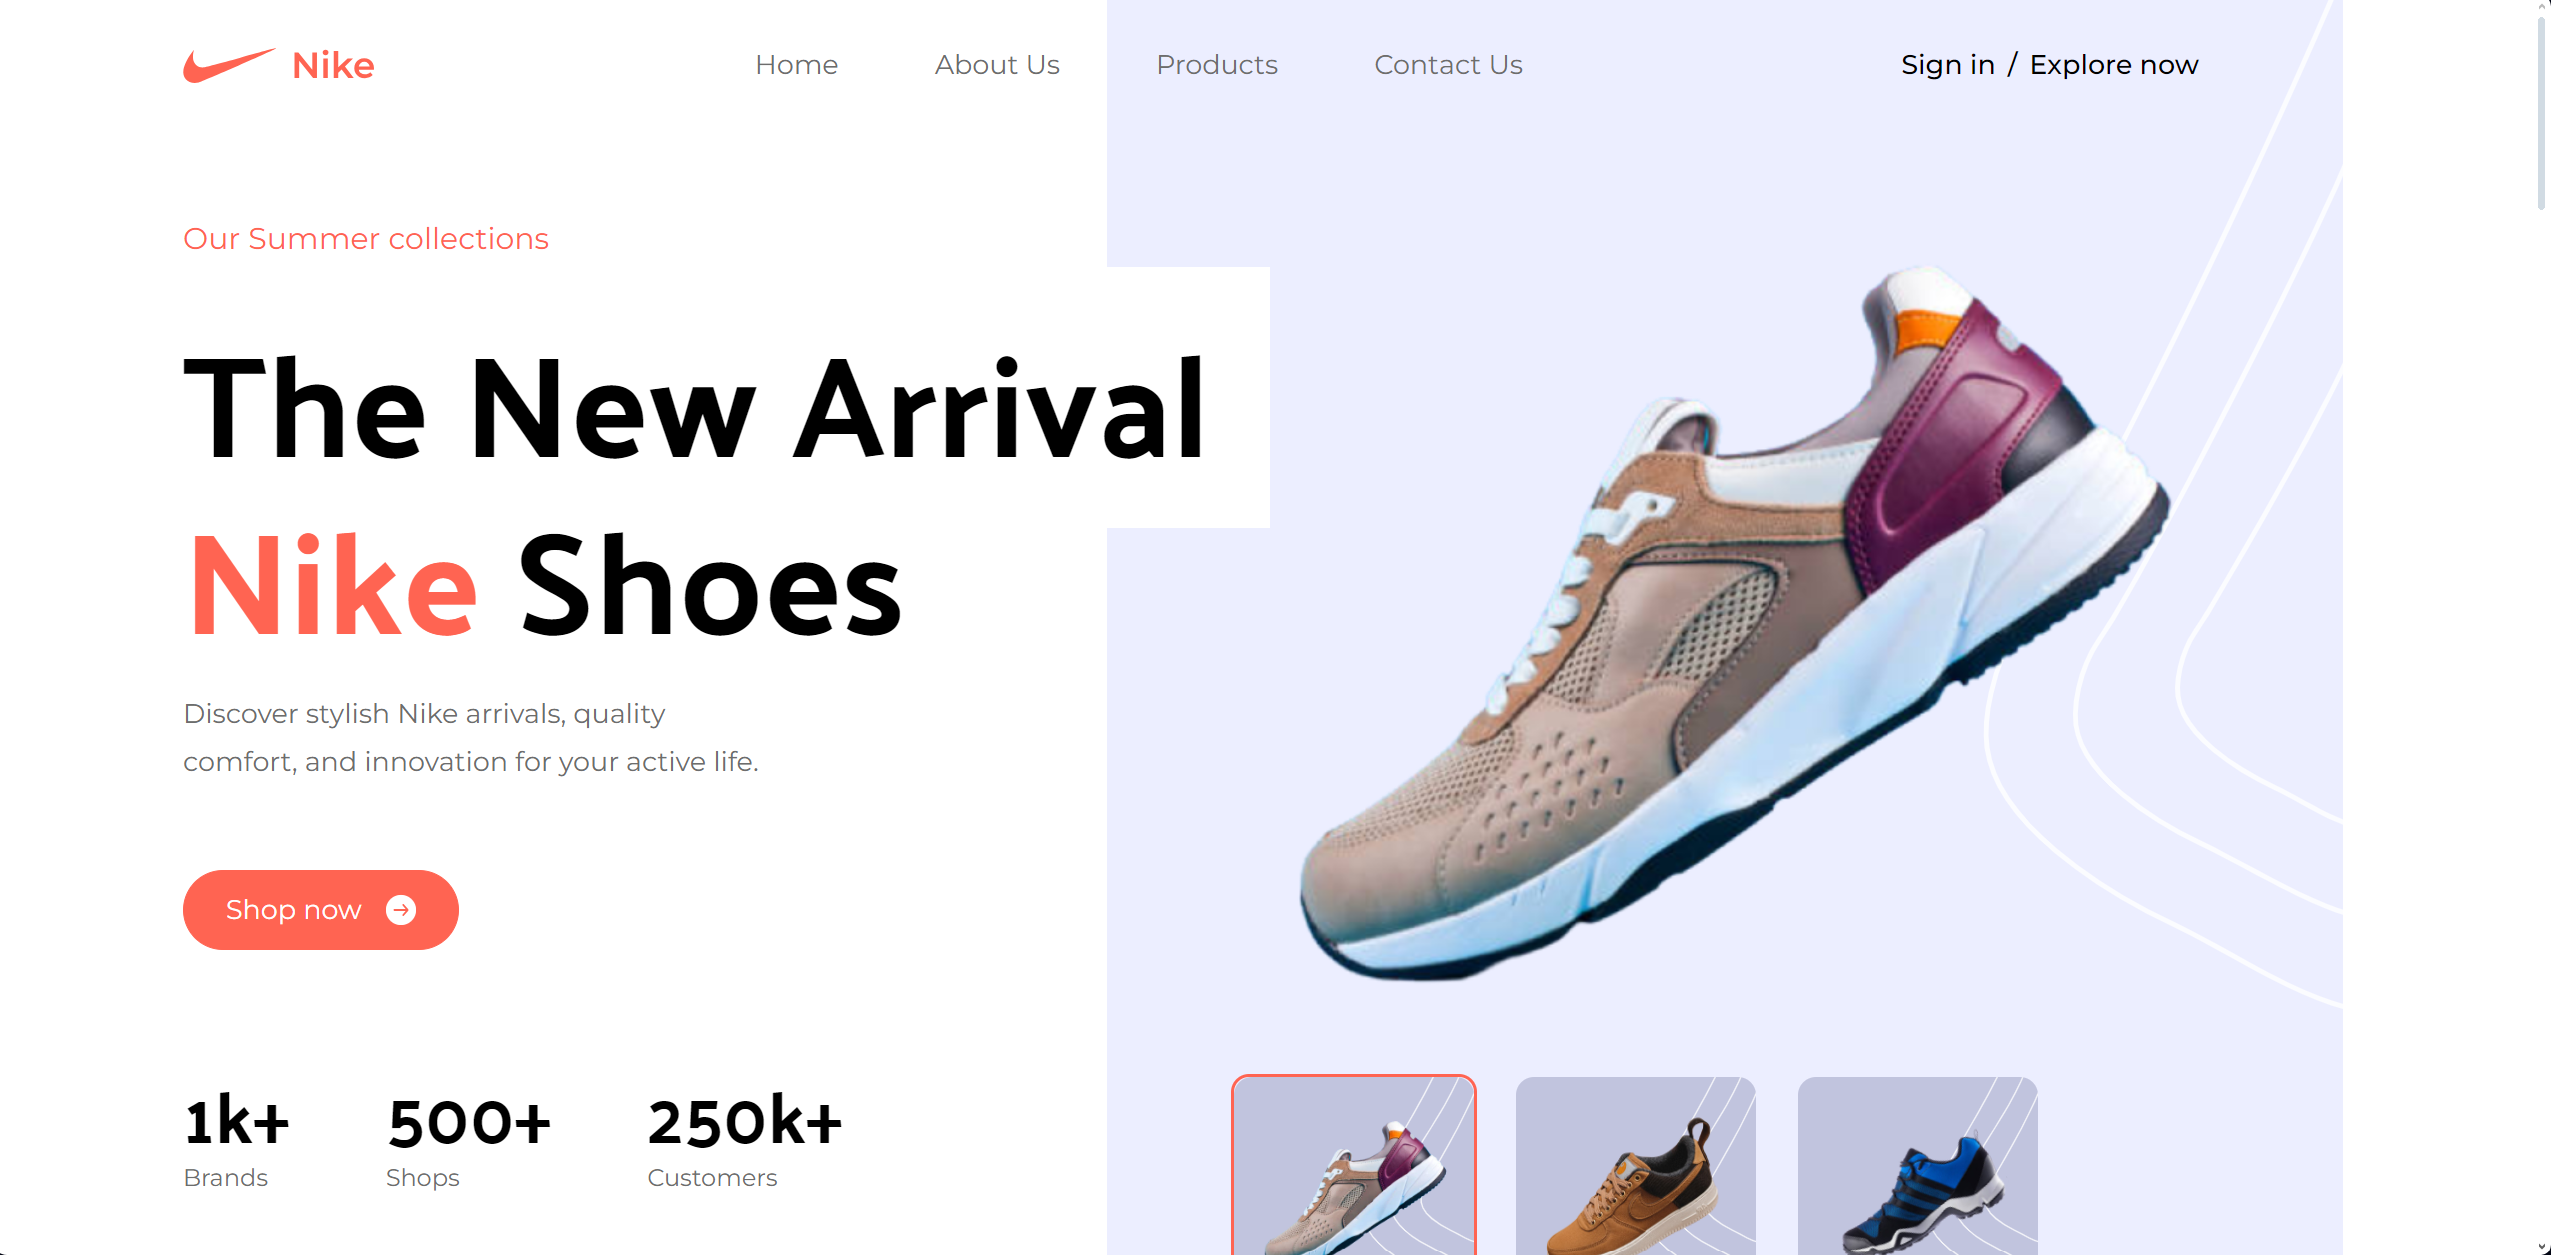 Nike
Home
About Us
Products
Contact Us
Sign in / Explore now
Our Summer collections
The New Arrival
Nike Shoes
Discover stylish Nike arrivals, quality
comfort, and innovation for your active life.
Shop now
1k+
Brands
500+
Shops
250k+
Customers